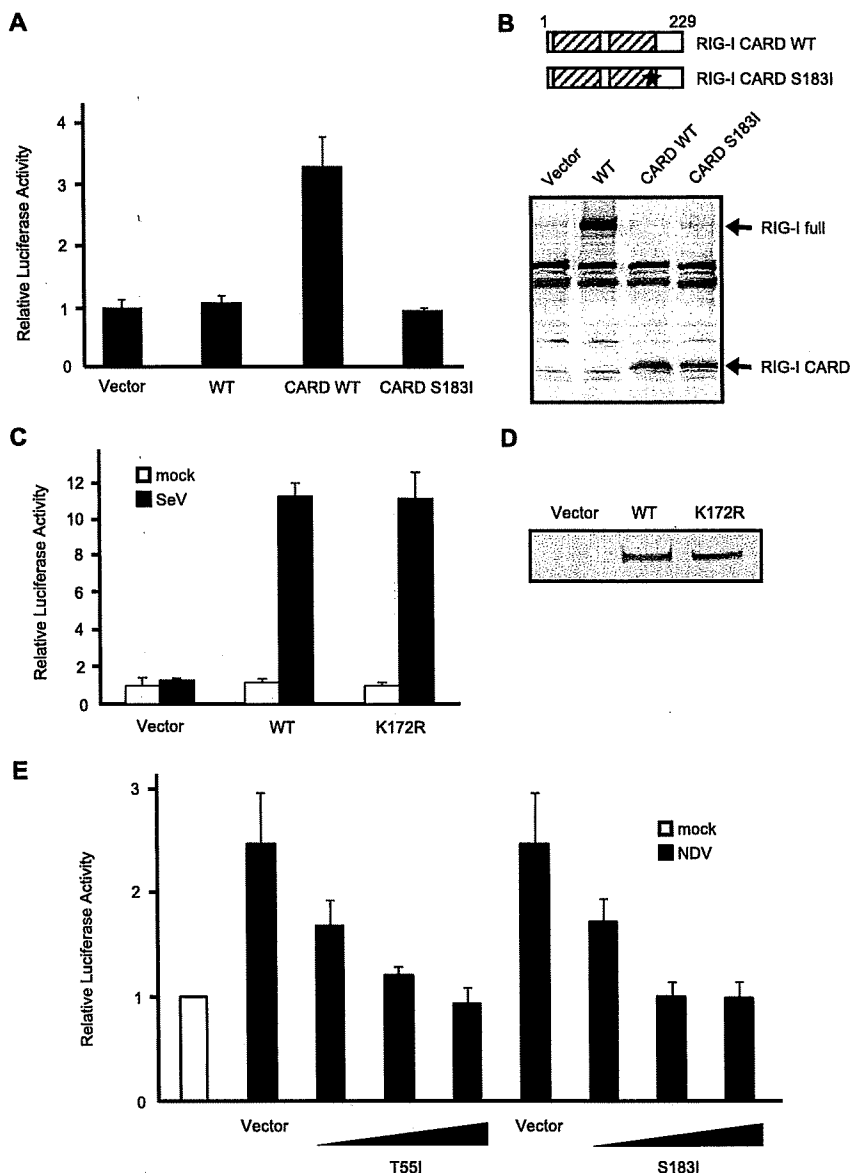 A
Relative Luciferase Activity
4
3
2
1
0
Vector WT CARD WT CARD S183I
B
1 229
RIG-I CARD WT
RIG-I CARD S183I
Vector WT CARD WT CARD S183I
RIG-I full
RIG-I CARD
C
mock
SeV
Relative Luciferase Activity
12
10
8
6
4
2
0
Vector WT K172R
D
Vector WT K172R
E
mock
NDV
Relative Luciferase Activity
3
2
1
0
Vector Vector
T55I S183I